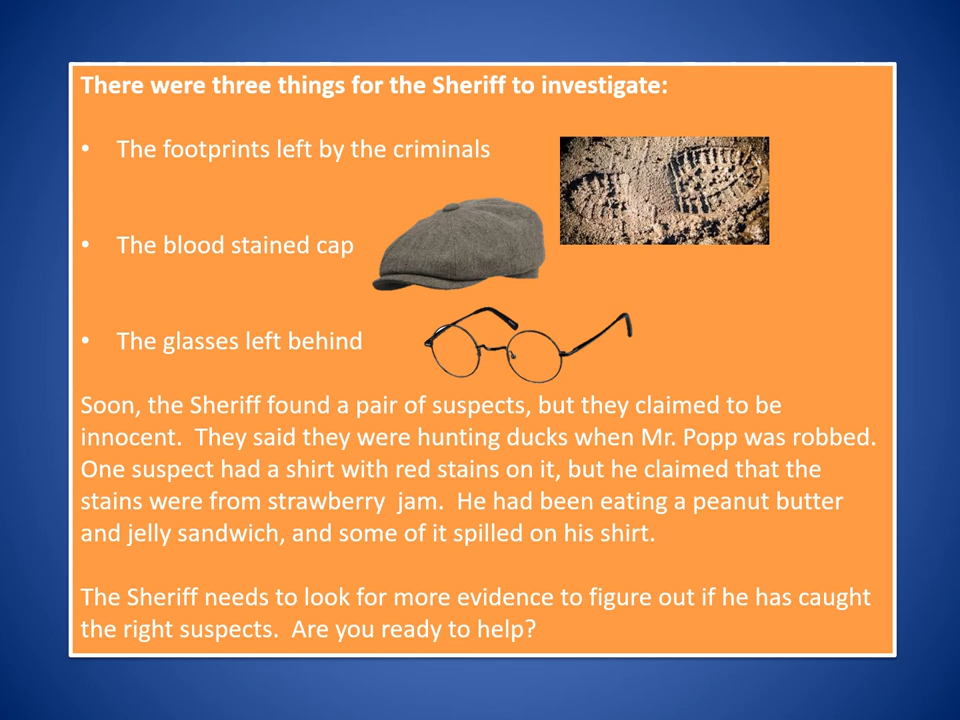 There were three things for the Sheriff to investigate:
• The footprints left by the criminals
• The blood stained cap
• The glasses left behind
Soon, the Sheriff found a pair of suspects, but they claimed to be
innocent.  They said they were hunting ducks when Mr. Popp was robbed.
One suspect had a shirt with red stains on it, but he claimed that the
stains were from strawberry  jam.  He had been eating a peanut butter
and jelly sandwich, and some of it spilled on his shirt.
The Sheriff needs to look for more evidence to figure out if he has caught
the right suspects.  Are you ready to help?